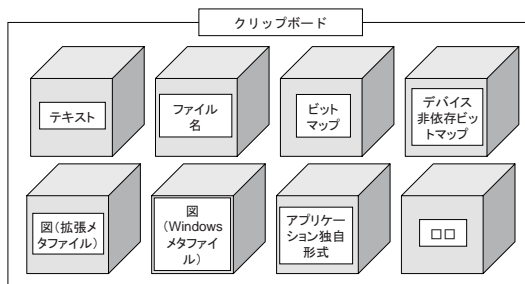 クリップボード
テキスト
ファイル
名
ビット
マップ
デバイス
非依存ビッ
トマップ
図(拡張メ
タファイル)
図
(Windows
メタファイ
ル)
アプリケー
ション独自
形式
□□